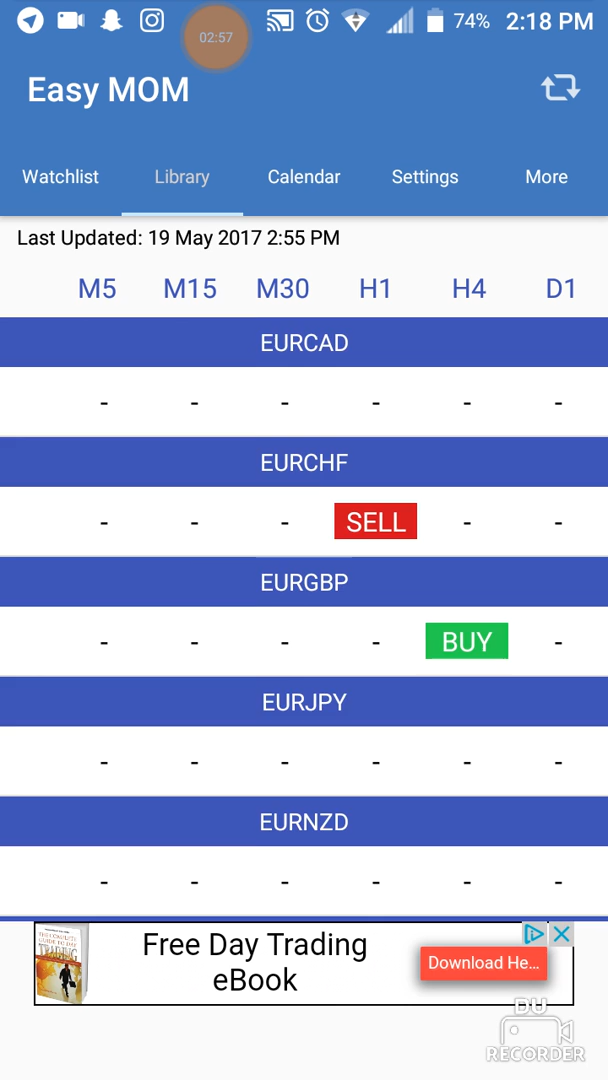 02:57
74% 2:18 PM
Easy MOM
Watchlist Library Calendar Settings More
Last Updated: 19 May 2017 2:55 PM
M5 M15 M30 H1 H4 D1
EURCAD
- - - - - -
EURCHF
- - - SELL - -
EURGBP
- - - - BUY -
EURJPY
- - - - - -
EURNZD
- - - - - -
TRADING
Free Day Trading
eBook
Download He...
DU
RECORDER